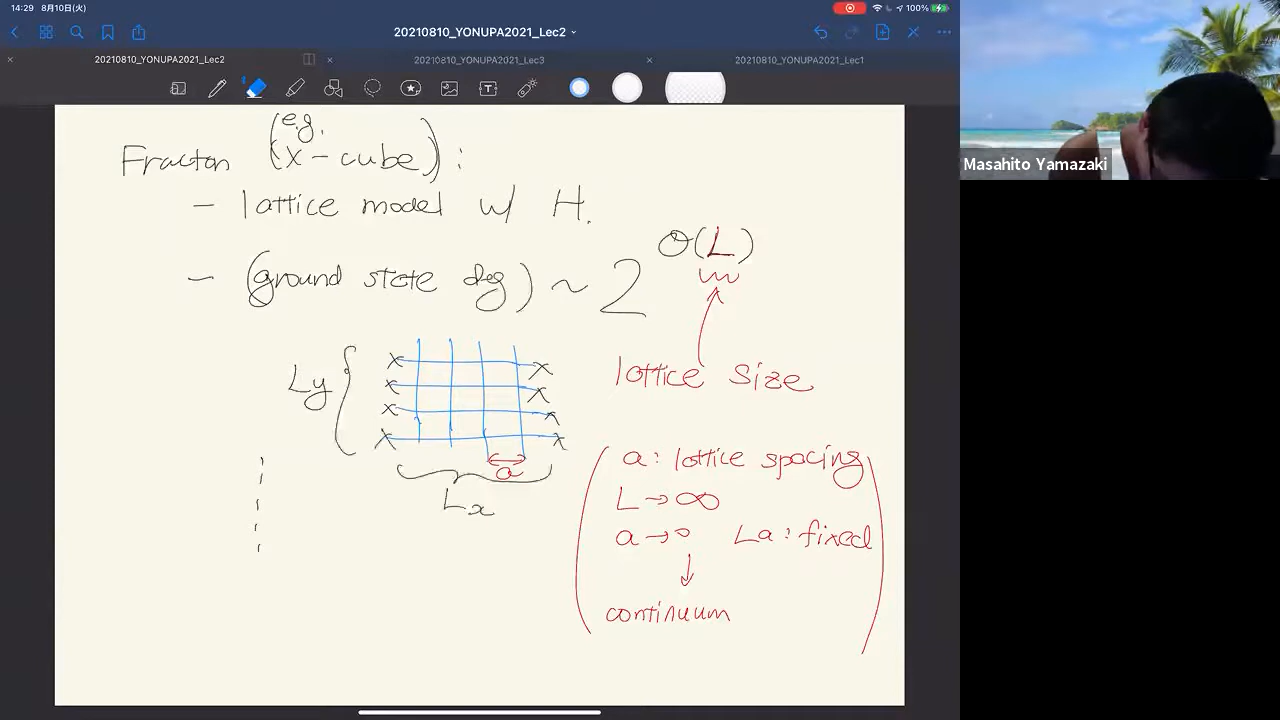 14:29 8月10日(火)
100%
20210810_YONUPA2021_Lec2
20210810_YONUPA2021_Lec2
20210810_YONUPA2021_Lec3
20210810_YONUPA2021_Lec1
Masahito Yamazaki
Fracton (e.g. X-cube) :
- lattice model w/ H.
- (ground state deg) ~ 2^O(L)
lattice size
Ly
a
Lx
a : lattice spacing
L → ∞
a → 0 La : fixed
↓
continuum